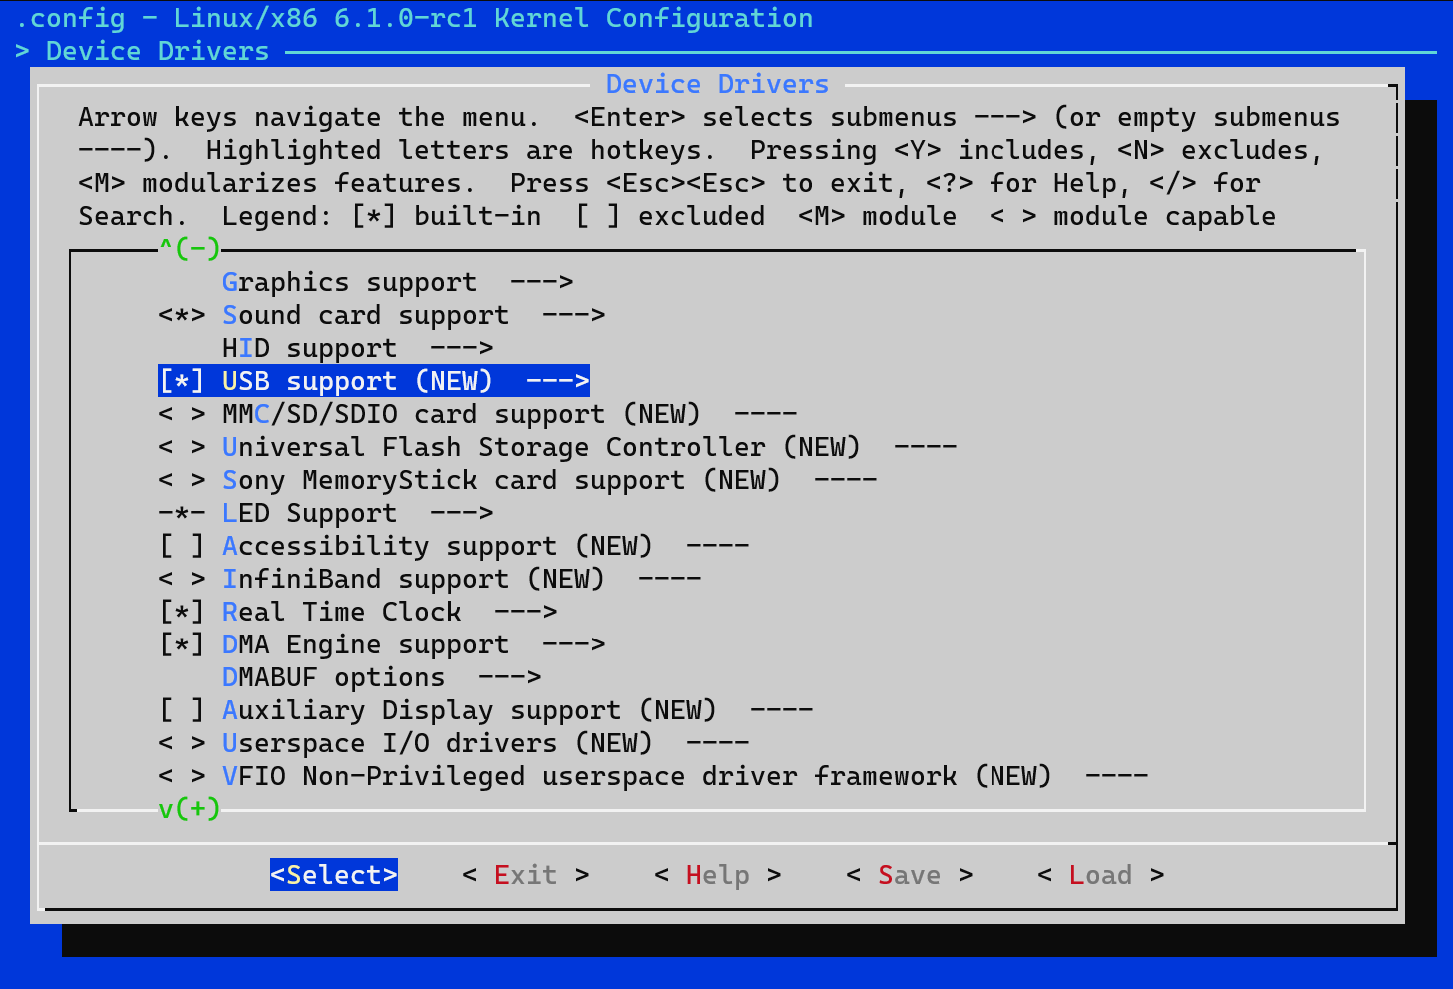 .config - Linux/x86 6.1.0-rc1 Kernel Configuration
> Device Drivers
Device Drivers
Arrow keys navigate the menu.  <Enter> selects submenus ---> (or empty submenus
----).  Highlighted letters are hotkeys.  Pressing <Y> includes, <N> excludes,
<M> modularizes features.  Press <Esc><Esc> to exit, <?> for Help, </> for
Search.  Legend: [*] built-in  [ ] excluded  <M> module  < > module capable
^(-)
Graphics support  --->
<*> Sound card support  --->
HID support  --->
[*] USB support (NEW)  --->
< > MMC/SD/SDIO card support (NEW)  ----
< > Universal Flash Storage Controller (NEW)  ----
< > Sony MemoryStick card support (NEW)  ----
-*- LED Support  --->
[ ] Accessibility support (NEW)  ----
< > InfiniBand support (NEW)  ----
[*] Real Time Clock  --->
[*] DMA Engine support  --->
DMABUF options  --->
[ ] Auxiliary Display support (NEW)  ----
< > Userspace I/O drivers (NEW)  ----
< > VFIO Non-Privileged userspace driver framework (NEW)  ----
v(+)
<Select>    < Exit >    < Help >    < Save >    < Load >